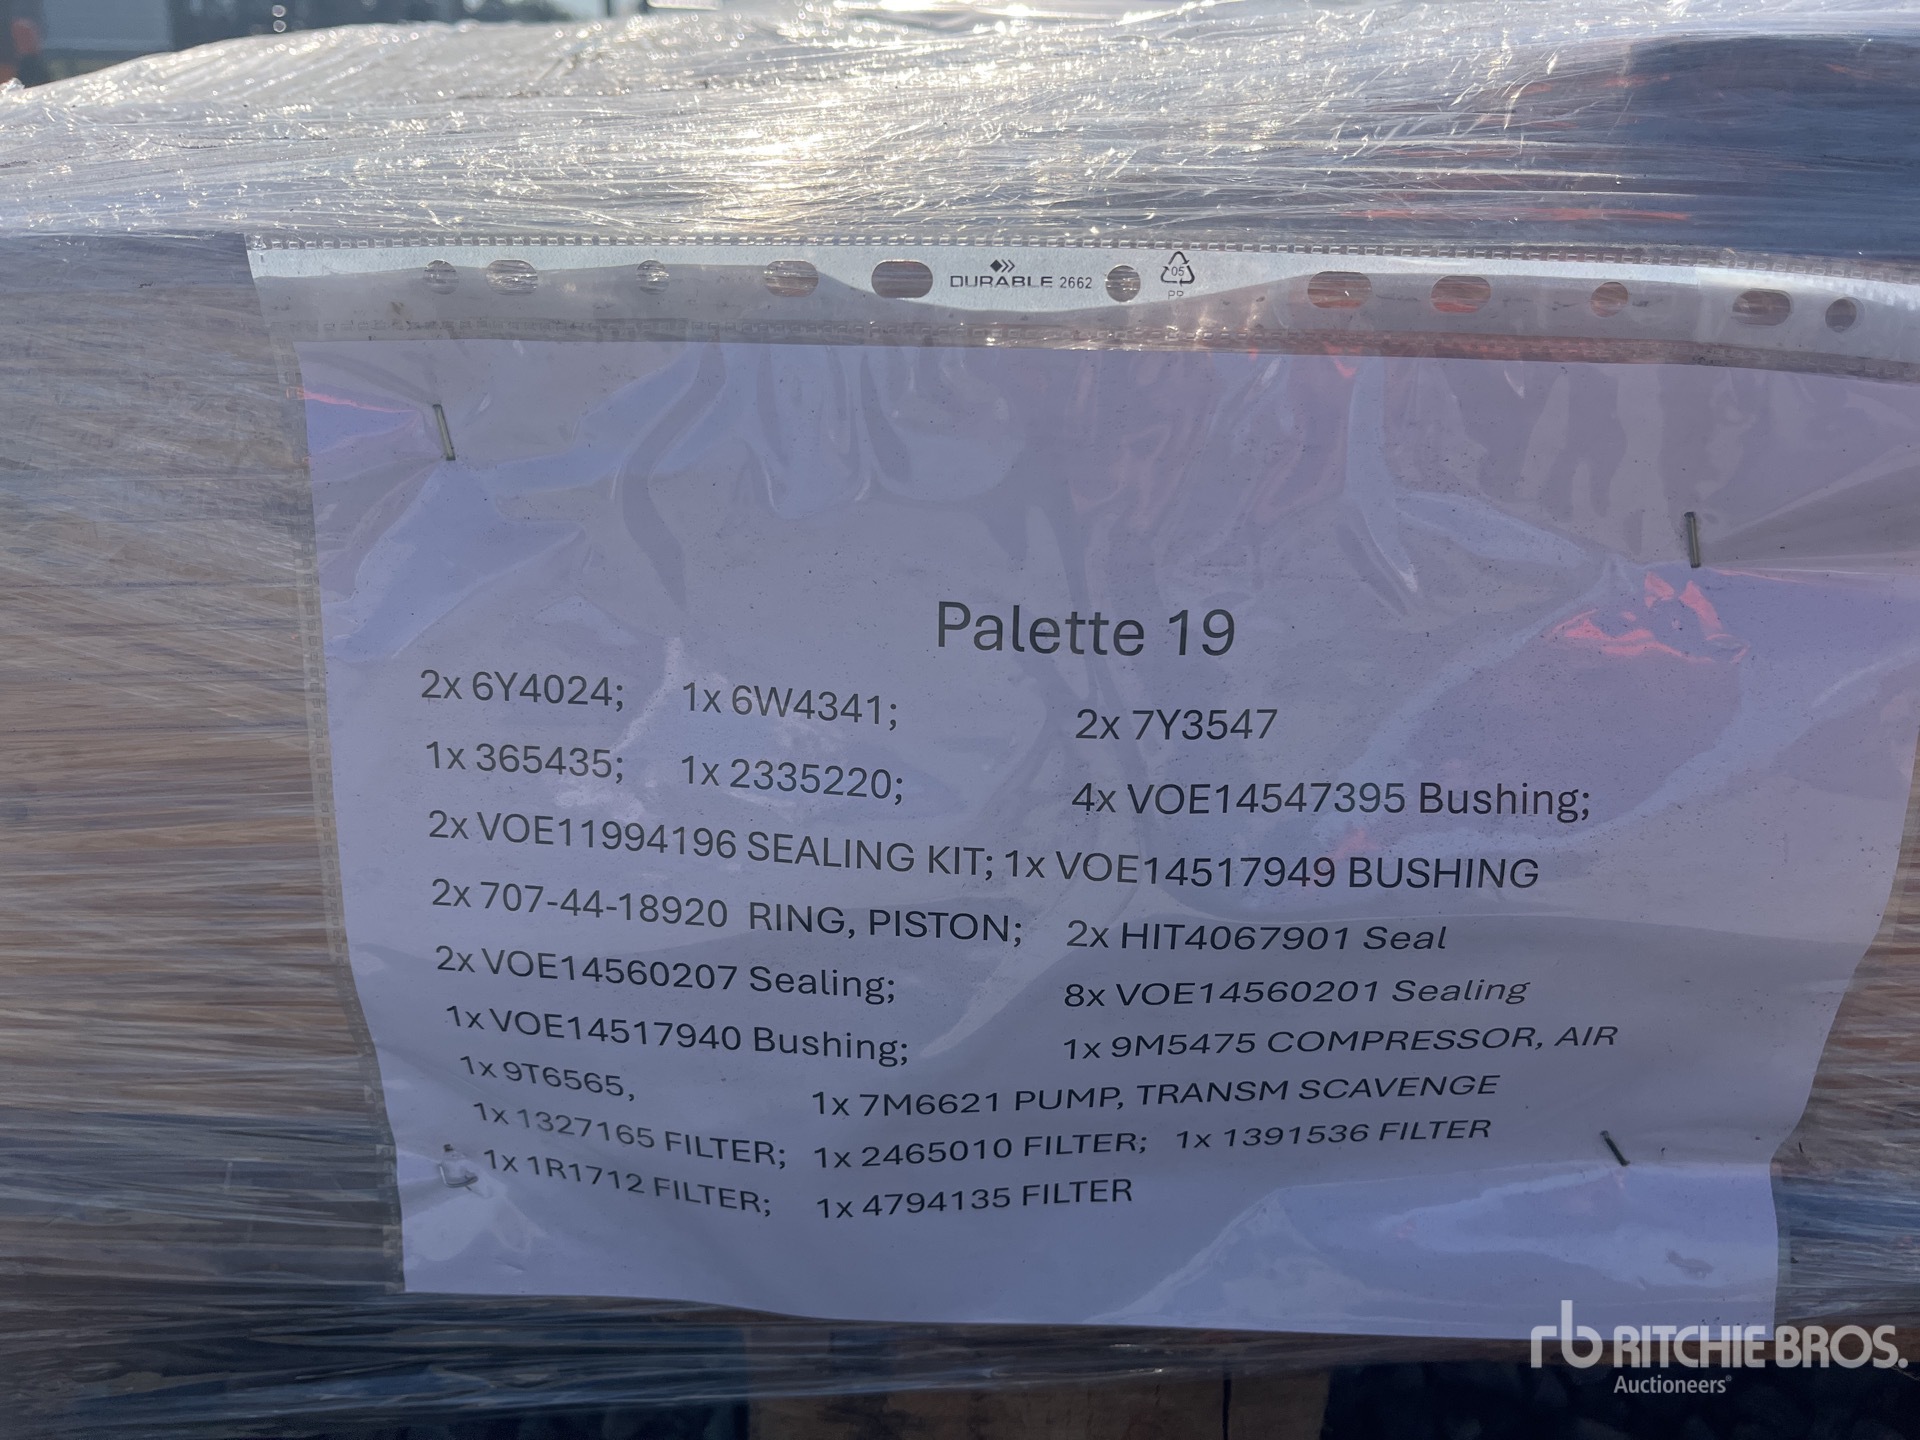 DURABLE 2662
05
PP
Palette 19
2x 6Y4024; 1x 6W4341; 2x 7Y3547
1x 365435; 1x 2335220; 4x VOE14547395 Bushing;
2x VOE11994196 SEALING KIT; 1x VOE14517949 BUSHING
2x 707-44-18920 RING, PISTON; 2x HIT4067901 Seal
2x VOE14560207 Sealing; 8x VOE14560201 Sealing
1x VOE14517940 Bushing; 1x 9M5475 COMPRESSOR, AIR
1x 9T6565, 1x 7M6621 PUMP, TRANSM SCAVENGE
1x 1327165 FILTER; 1x 2465010 FILTER; 1x 1391536 FILTER
1x 1R1712 FILTER; 1x 4794135 FILTER
rb RITCHIE BROS.
Auctioneers®